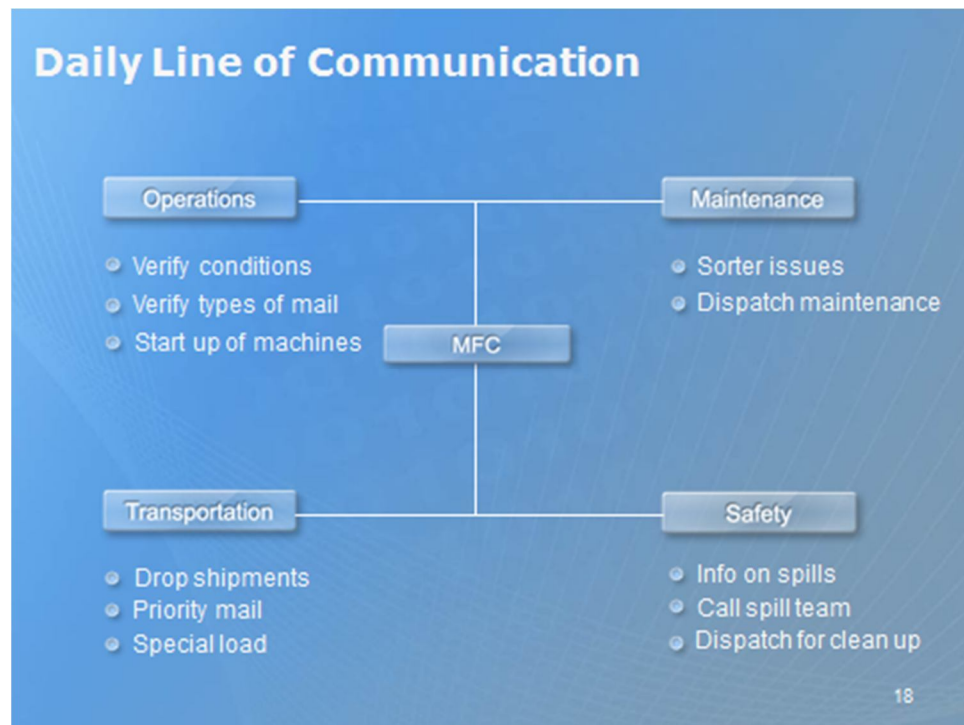 Daily Line of Communication
Operations
Verify conditions
Verify types of mail
Start up of machines
Maintenance
Sorter issues
Dispatch maintenance
MFC
Transportation
Drop shipments
Priority mail
Special load
Safety
Info on spills
Call spill team
Dispatch for clean up
18